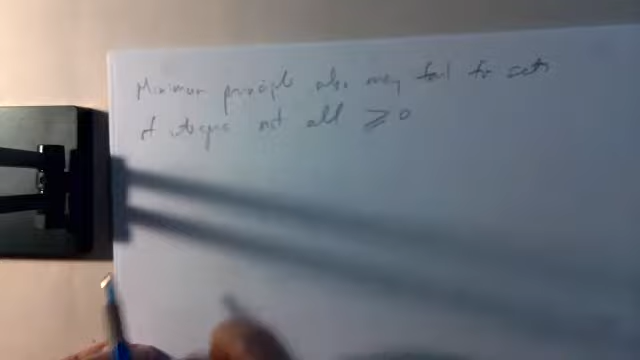 Minimum principle also may fail for sets
of integers not all ≥ 0